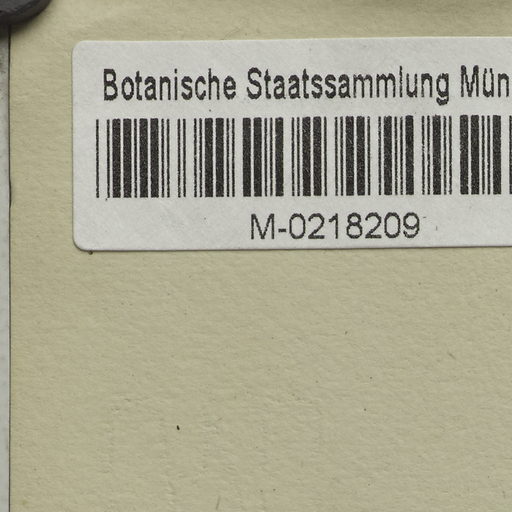 Botanische Staatssammlung Mün
M-0218209